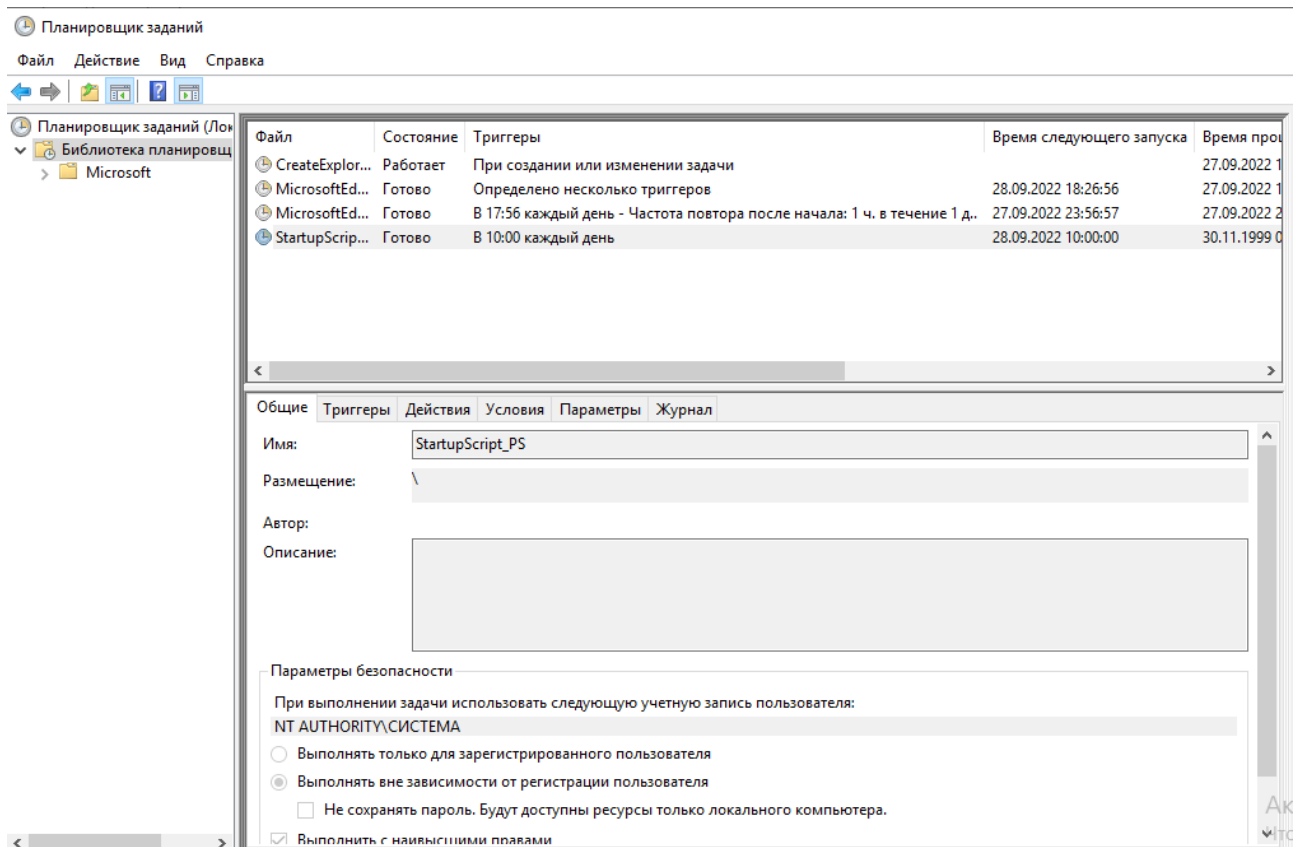 Планировщик заданий
Файл Действие Вид Справка
Планировщик заданий (Лок
Библиотека планировщ
Microsoft
Файл Состояние Триггеры Время следующего запуска Время прош
CreateExplor... Работает При создании или изменении задачи 27.09.2022 1
MicrosoftEd... Готово Определено несколько триггеров 28.09.2022 18:26:56 27.09.2022 1
MicrosoftEd... Готово В 17:56 каждый день - Частота повтора после начала: 1 ч. в течение 1 д.. 27.09.2022 23:56:57 27.09.2022 2
StartupScrip... Готово В 10:00 каждый день 28.09.2022 10:00:00 30.11.1999 0
Общие Триггеры Действия Условия Параметры Журнал
Имя: StartupScript_PS
Размещение: \
Автор:
Описание:
Параметры безопасности
При выполнении задачи использовать следующую учетную запись пользователя:
NT AUTHORITY\СИСТЕМА
Выполнять только для зарегистрированного пользователя
Выполнять вне зависимости от регистрации пользователя
Не сохранять пароль. Будут доступны ресурсы только локального компьютера.
Выполнить с наивысшими правами